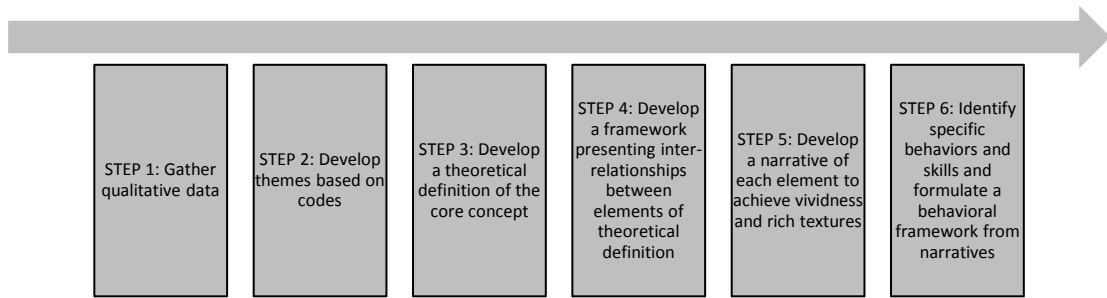 STEP 1: Gather
qualitative data
STEP 2: Develop
themes based on
codes
STEP 3: Develop
a theoretical
definition of the
core concept
STEP 4: Develop
a framework
presenting inter-
relationships
between
elements of
theoretical
definition
STEP 5: Develop
a narrative of
each element to
achieve vividness
and rich textures
STEP 6: Identify
specific
behaviors and
skills and
formulate a
behavioral
framework from
narratives